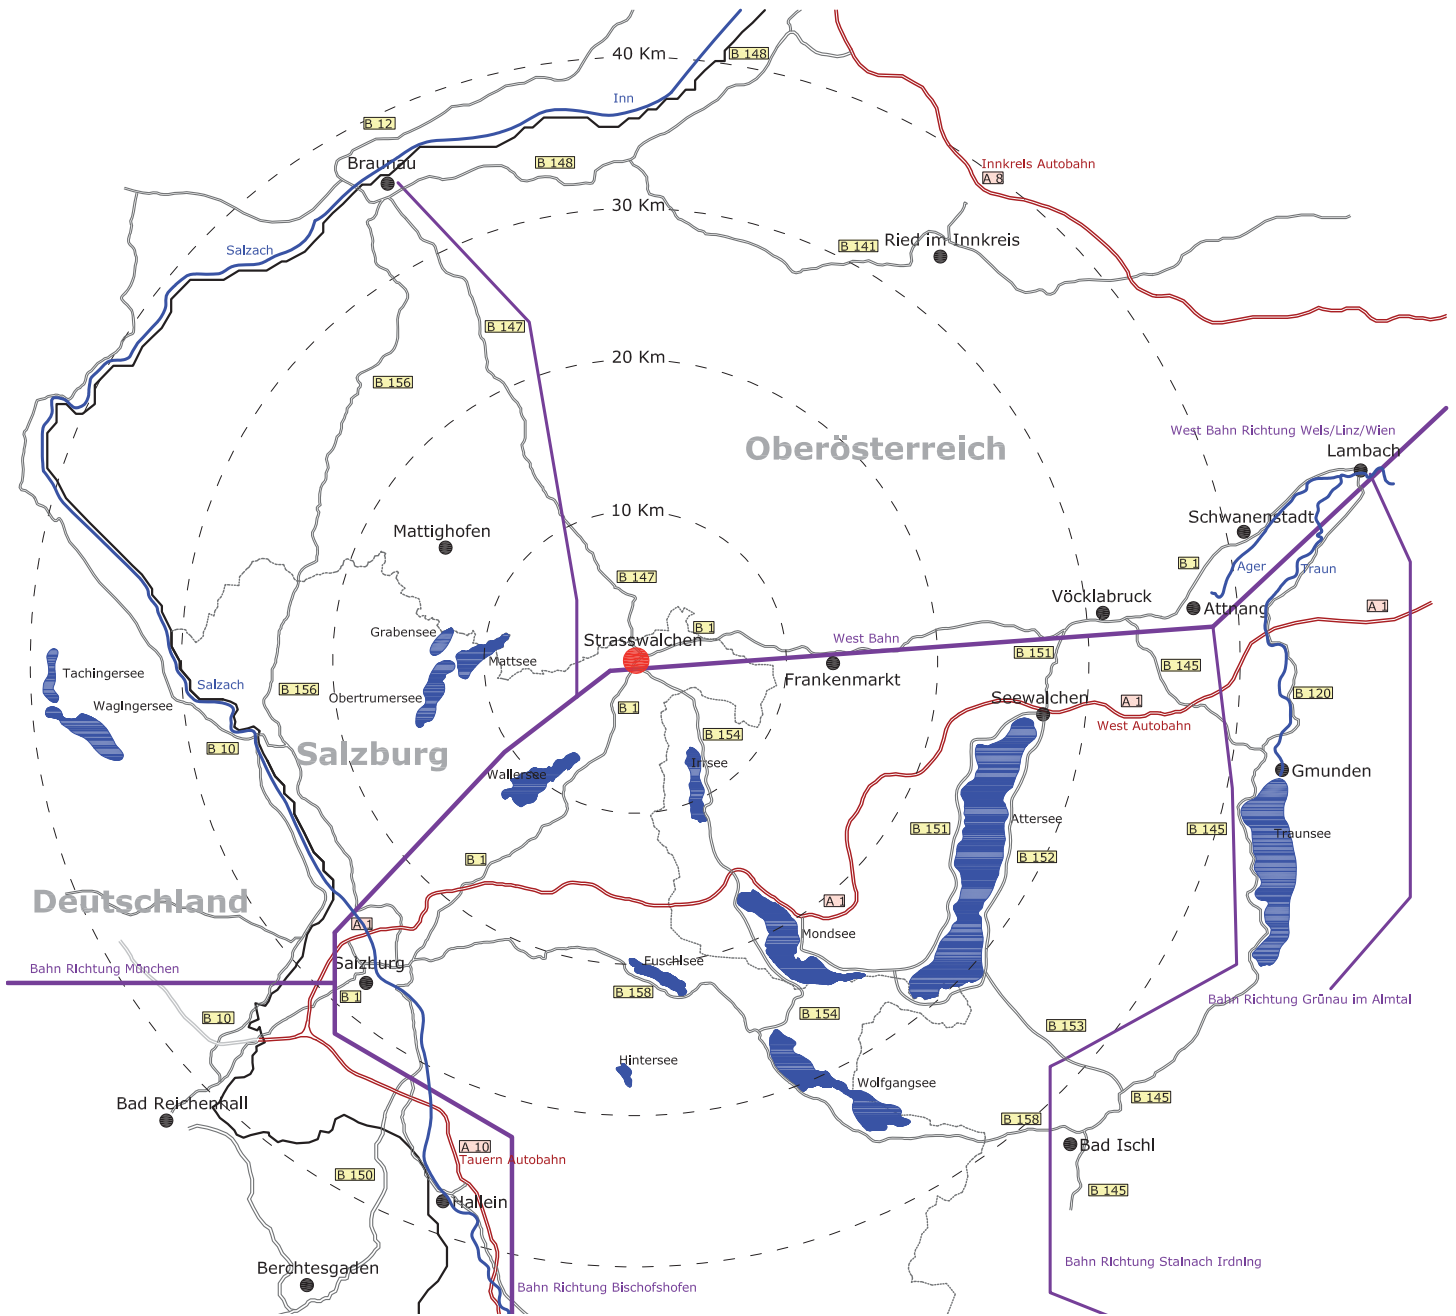 40 Km
B 148
Inn
B 12
Braunau
B 148
Innkreis Autobahn
A 8
30 Km
Salzach
B 141
Ried im Innkreis
B 147
20 Km
B 156
West Bahn Richtung Wels/Linz/Wien
Oberösterreich
Lambach
10 Km
Schwanenstadt
Mattighofen
B 1
Ager
Traun
B 147
Vöcklabruck
Attnang
A 1
Grabensee
Strasswalchen
B 1
West Bahn
B 151
B 145
Mattsee
Tachingersee
Frankenmarkt
Salzach
B 156
Obertrumersee
Seewalchen
A 1
B 120
Wagingersee
B 1
West Autobahn
B 10
B 154
Salzburg
Irrsee
Wallersee
Gmunden
B 151
Attersee
B 145
Traunsee
B 1
B 152
Deutschland
A 1
A 1
Mondsee
Bahn Richtung München
Salzburg
Fuschlsee
B 1
B 158
Bahn Richtung Grünau im Almtal
B 10
B 154
B 153
Hintersee
Wolfgangsee
Bad Reichenhall
B 145
B 158
A 10
Bad Ischl
Tauern Autobahn
B 150
B 145
Hallein
Berchtesgaden
Bahn Richtung Stainach Irdning
Bahn Richtung Bischofshofen